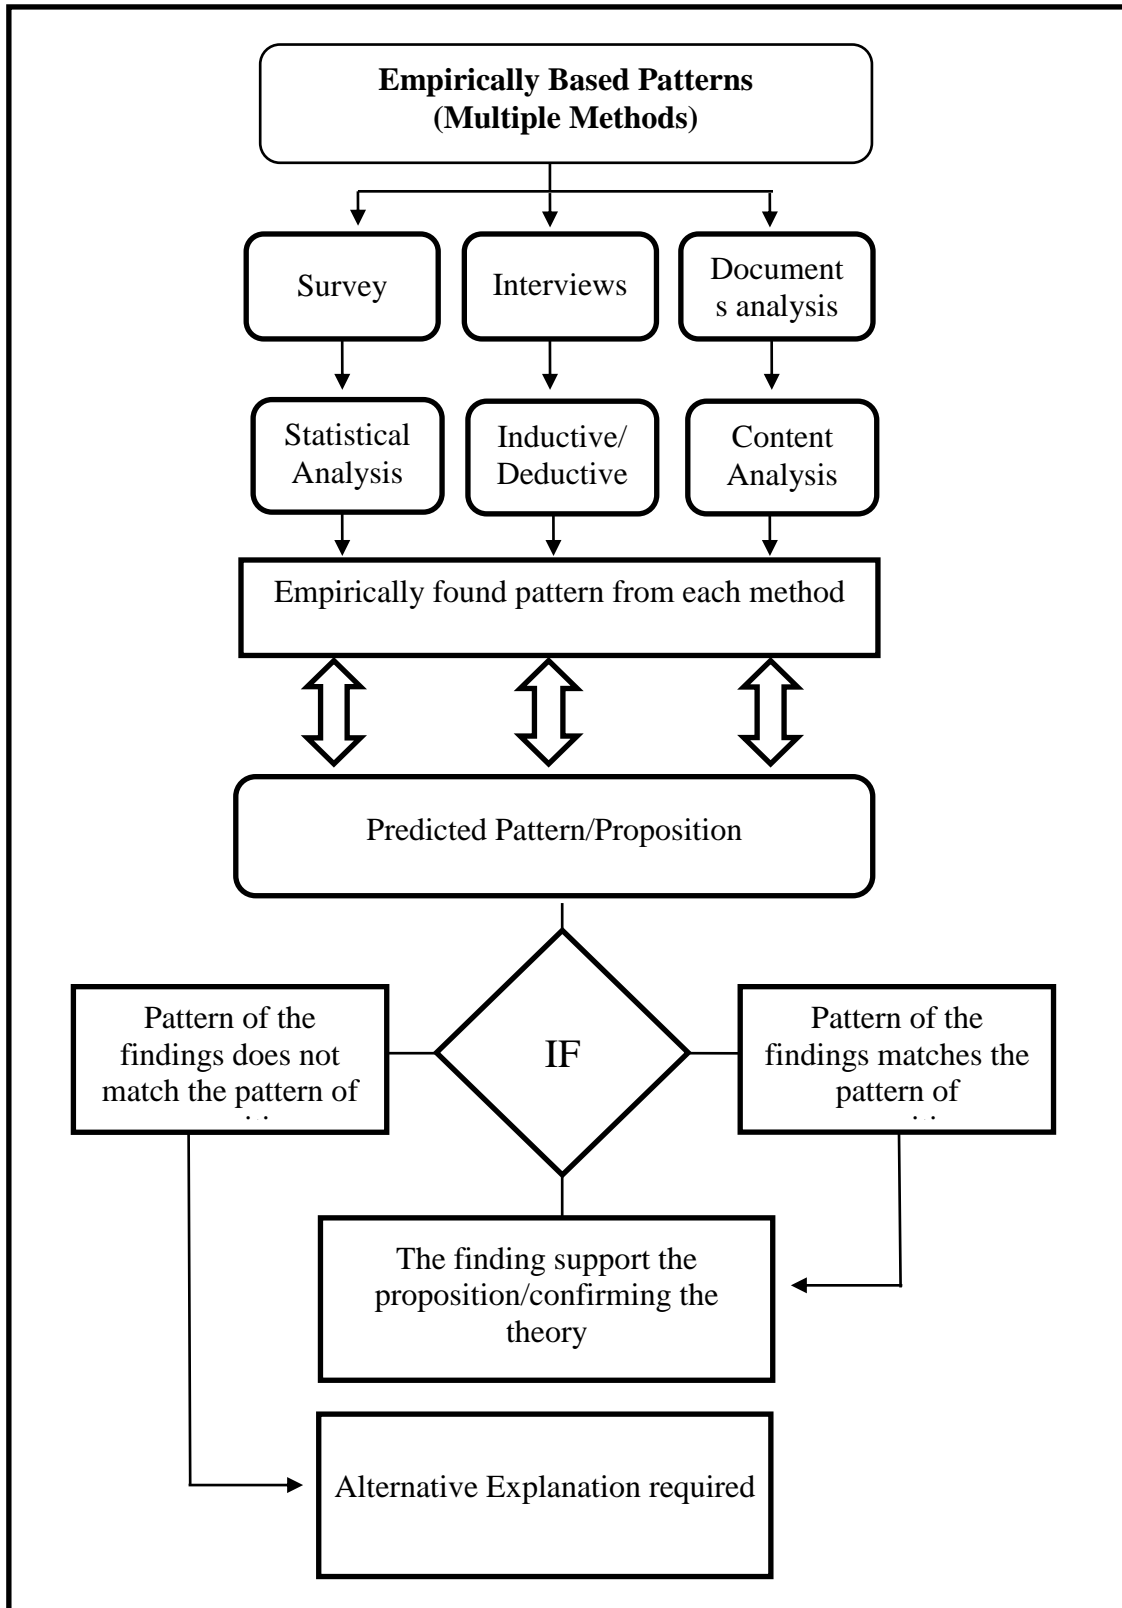 Empirically Based Patterns
(Multiple Methods)
Survey
Interviews
Document
s analysis
Statistical
Analysis
Inductive/
Deductive
Content
Analysis
Empirically found pattern from each method
Predicted Pattern/Proposition
Pattern of the
findings does not
match the pattern of
IF
Pattern of the
findings matches the
pattern of
The finding support the
proposition/confirming the
theory
Alternative Explanation required